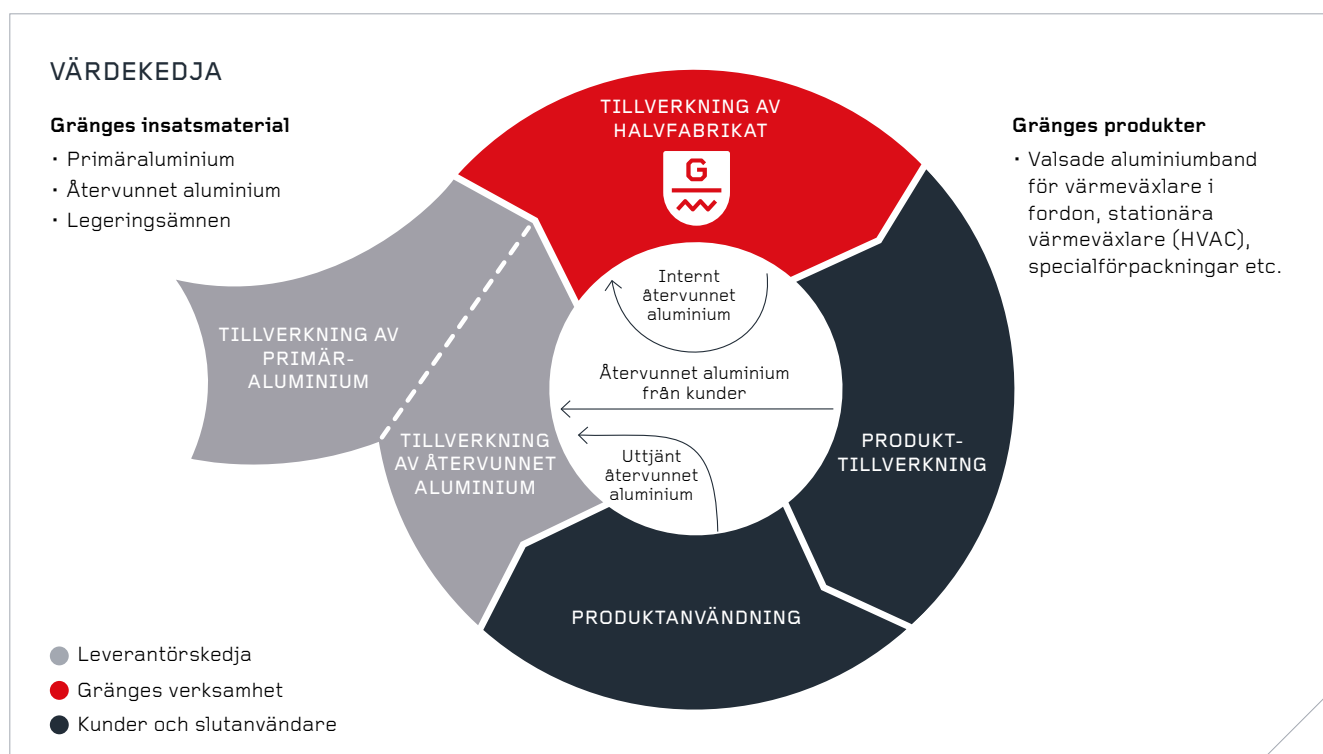 VÄRDEKEDJA
Gränges insatsmaterial
· Primäraluminium
· Återvunnet aluminium
· Legeringsämnen
TILLVERKNING AV
HALVFABRIKAT
G
Gränges produkter
· Valsade aluminiumband
för värmeväxlare i
fordon, stationära
värmeväxlare (HVAC),
specialförpackningar etc.
TILLVERKNING AV
PRIMÄR-
ALUMINIUM
TILLVERKNING
AV ÅTERVUNNET
ALUMINIUM
Internt
återvunnet
aluminium
Återvunnet aluminium
från kunder
Uttjänt
återvunnet
aluminium
PRODUKT-
TILLVERKNING
PRODUKTANVÄNDNING
Leverantörskedja
Gränges verksamhet
Kunder och slutanvändare